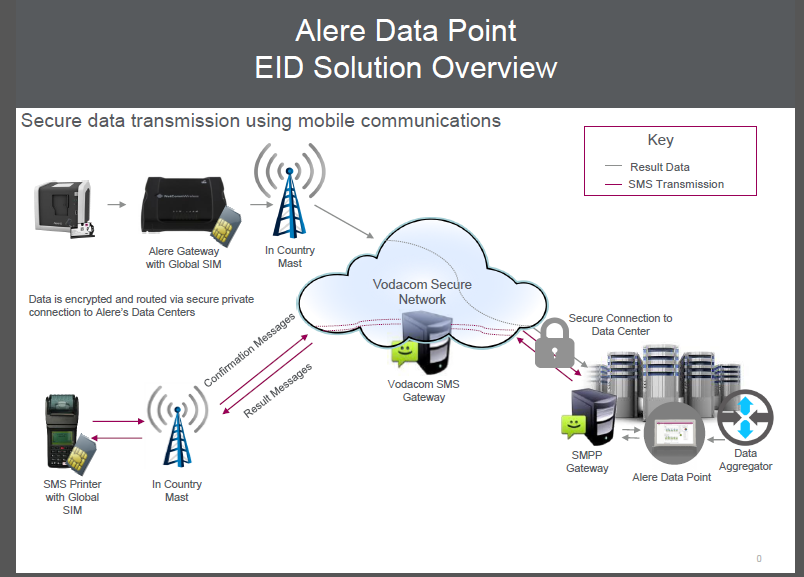 Alere Data Point
EID Solution Overview
Secure data transmission using mobile communications
Key
Result Data
SMS Transmission
Alere Gateway
with Global SIM
In Country
Mast
Vodacom Secure
Network
Data is encrypted and routed via secure private
connection to Alere's Data Centers
Secure Connection to
Data Center
Confirmation Messages
Result Messages
Vodacom SMS
Gateway
SMS Printer
with Global
SIM
In Country
Mast
SMPP
Gateway
Alere Data Point
Data
Aggregator
0